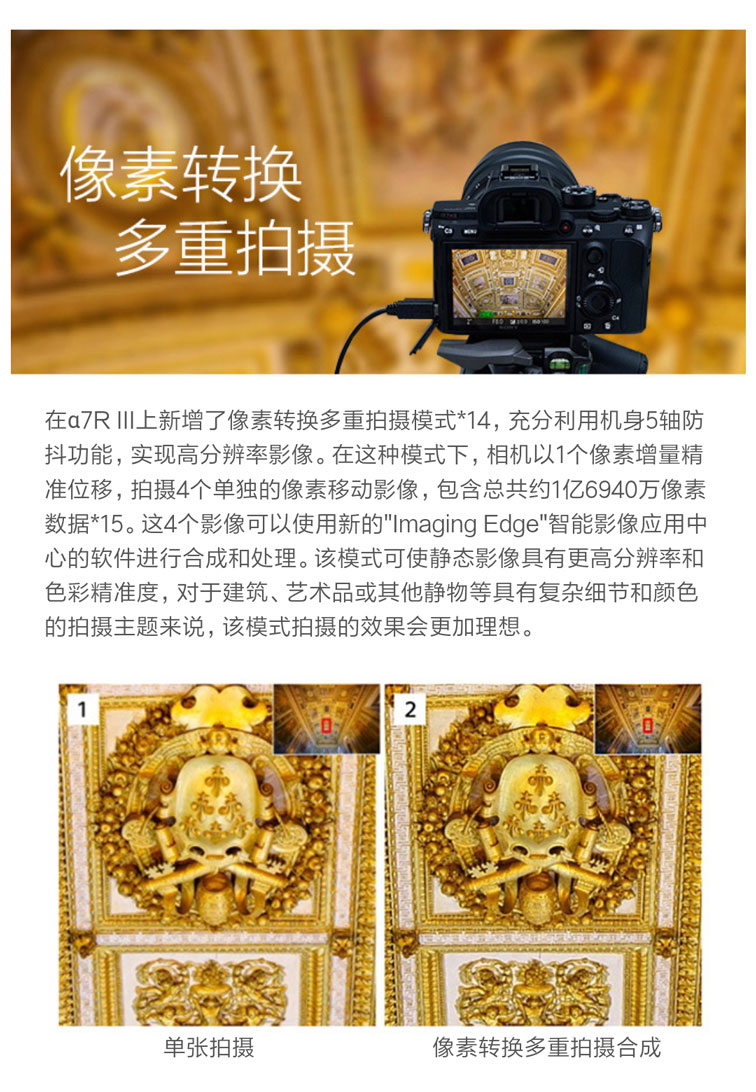 像素转换
多重拍摄
C3 MENU
AEL
Fn
C4
在α7R III上新增了像素转换多重拍摄模式*14，充分利用机身5轴防
抖功能，实现高分辨率影像。在这种模式下，相机以1个像素增量精
准位移，拍摄4个单独的像素移动影像，包含总共约1亿6940万像素
数据*15。这4个影像可以使用新的"Imaging Edge"智能影像应用中
心的软件进行合成和处理。该模式可使静态影像具有更高分辨率和
色彩精准度，对于建筑、艺术品或其他静物等具有复杂细节和颜色
的拍摄主题来说，该模式拍摄的效果会更加理想。
1
2
单张拍摄
像素转换多重拍摄合成